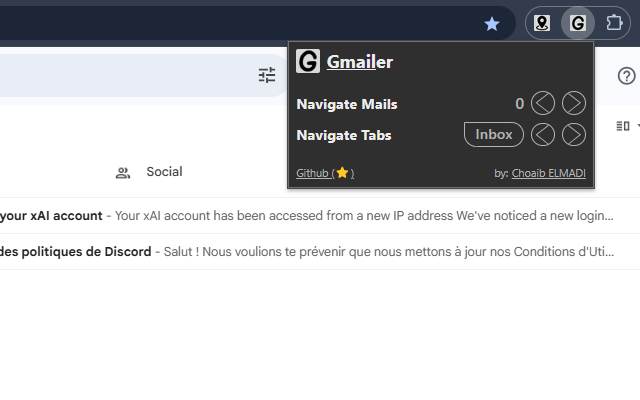 Gmailer
Navigate Mails 0
Navigate Tabs Inbox
Github (⭐) by: Choaib ELMADI
Social
your xAI account - Your xAI account has been accessed from a new IP address We've noticed a new login...
des politiques de Discord - Salut ! Nous voulions te prévenir que nous mettons à jour nos Conditions d'Uti...